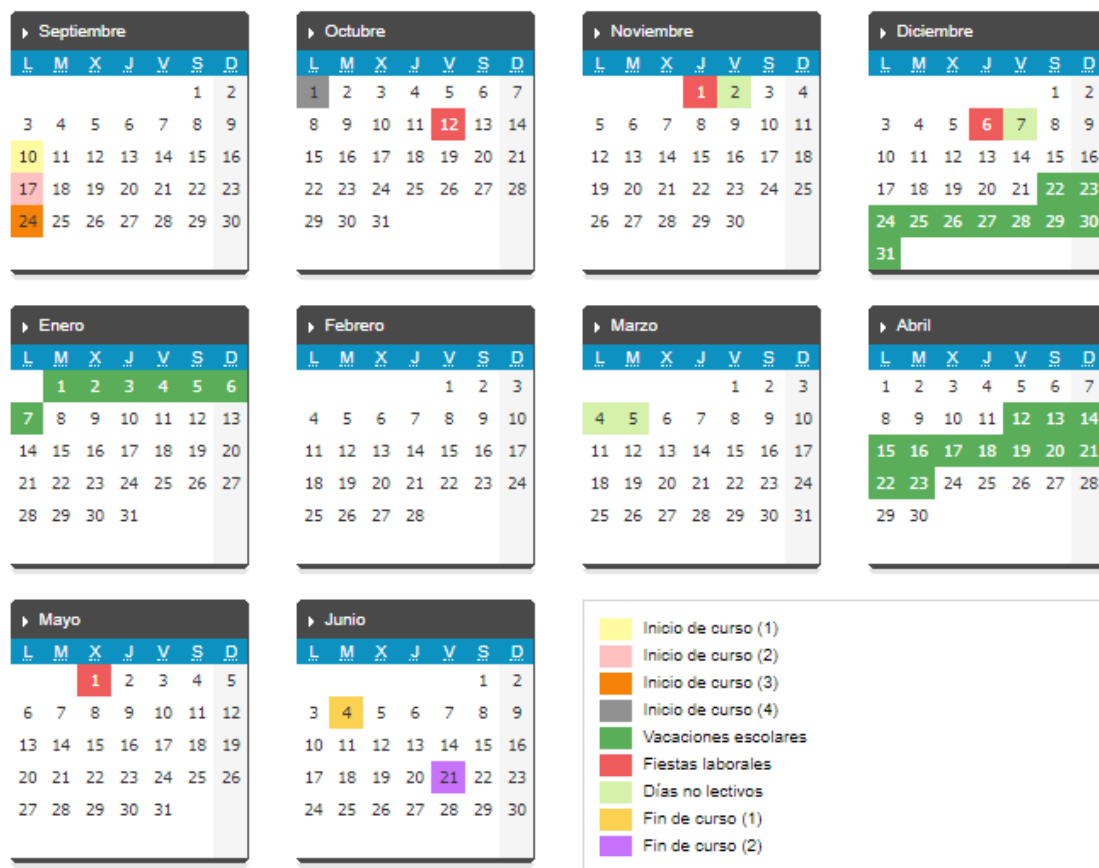 Septiembre
L M X J V S D
1 2
3 4 5 6 7 8 9
10 11 12 13 14 15 16
17 18 19 20 21 22 23
24 25 26 27 28 29 30
Octubre
L M X J V S D
1 2 3 4 5 6 7
8 9 10 11 12 13 14
15 16 17 18 19 20 21
22 23 24 25 26 27 28
29 30 31
Noviembre
L M X J V S D
1 2 3 4
5 6 7 8 9 10 11
12 13 14 15 16 17 18
19 20 21 22 23 24 25
26 27 28 29 30
Diciembre
L M X J V S D
1 2
3 4 5 6 7 8 9
10 11 12 13 14 15 16
17 18 19 20 21 22 23
24 25 26 27 28 29 30
31
Enero
L M X J V S D
1 2 3 4 5 6
7 8 9 10 11 12 13
14 15 16 17 18 19 20
21 22 23 24 25 26 27
28 29 30 31
Febrero
L M X J V S D
1 2 3
4 5 6 7 8 9 10
11 12 13 14 15 16 17
18 19 20 21 22 23 24
25 26 27 28
Marzo
L M X J V S D
1 2 3
4 5 6 7 8 9 10
11 12 13 14 15 16 17
18 19 20 21 22 23 24
25 26 27 28 29 30 31
Abril
L M X J V S D
1 2 3 4 5 6 7
8 9 10 11 12 13 14
15 16 17 18 19 20 21
22 23 24 25 26 27 28
29 30
Mayo
L M X J V S D
1 2 3 4 5
6 7 8 9 10 11 12
13 14 15 16 17 18 19
20 21 22 23 24 25 26
27 28 29 30 31
Junio
L M X J V S D
1 2
3 4 5 6 7 8 9
10 11 12 13 14 15 16
17 18 19 20 21 22 23
24 25 26 27 28 29 30
Inicio de curso (1)
Inicio de curso (2)
Inicio de curso (3)
Inicio de curso (4)
Vacaciones escolares
Fiestas laborales
Días no lectivos
Fin de curso (1)
Fin de curso (2)